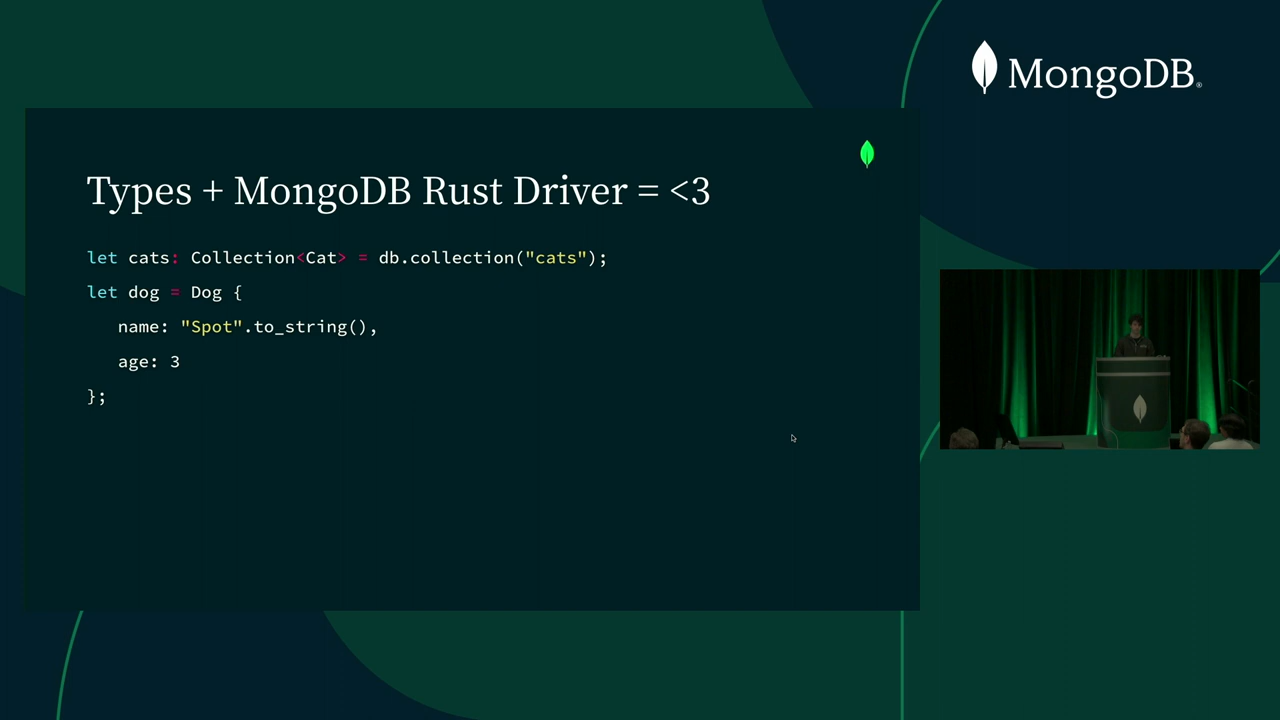 MongoDB®
Types + MongoDB Rust Driver = <3
let cats: Collection<Cat> = db.collection("cats");
let dog = Dog {
name: "Spot".to_string(),
age: 3
};